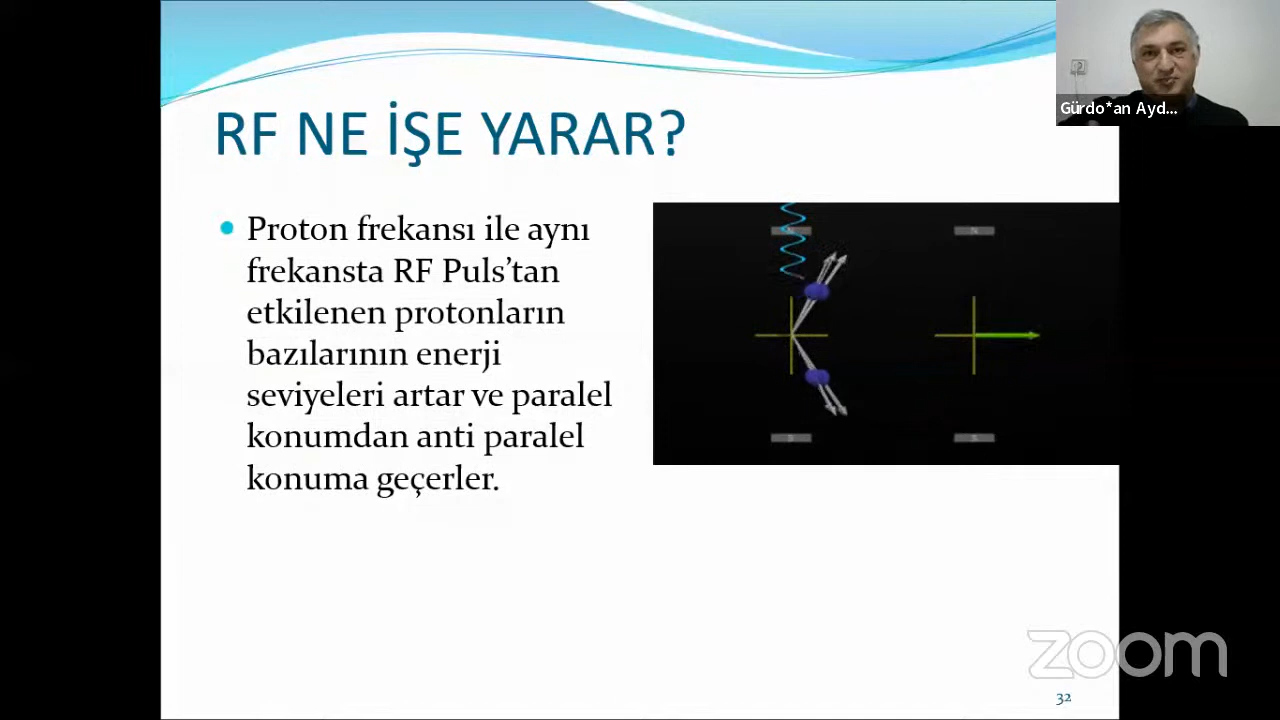 RF NE İŞE YARAR?
Gürdo*an Ayd...
Proton frekansı ile aynı
frekansta RF Puls’tan
etkilenen protonların
bazılarının enerji
seviyeleri artar ve paralel
konumdan anti paralel
konuma geçerler.
zoom
32